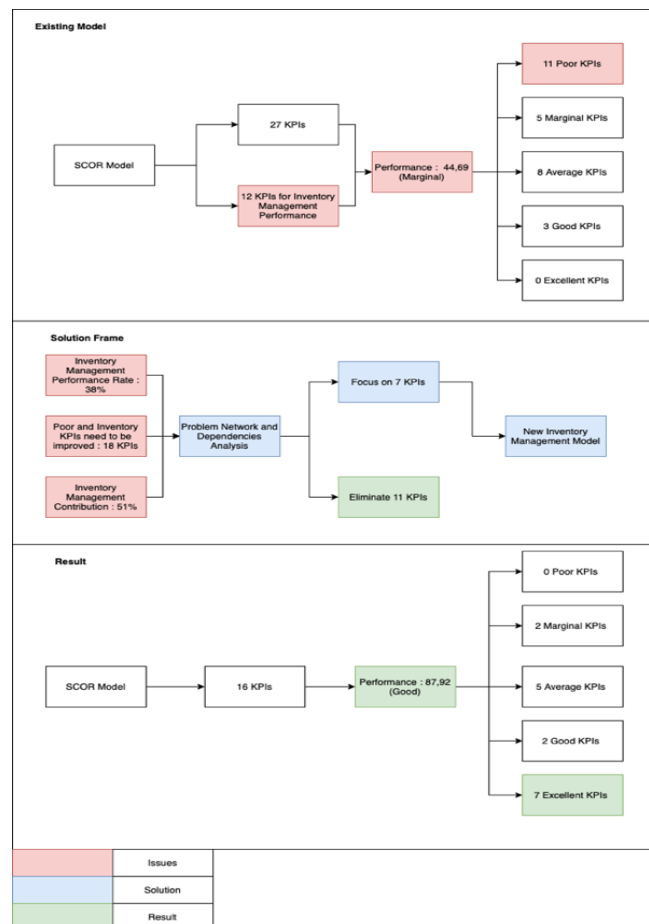 Existing Model
11 Poor KPIs
27 KPIs
5 Marginal KPIs
SCOR Model
Performance : 44,69
(Marginal)
8 Average KPIs
12 KPIs for Inventory
Management
Performance
3 Good KPIs
0 Excellent KPIs
Solution Frame
Inventory
Management
Performance Rate :
38%
Focus on 7 KPIs
Poor and Inventory
KPIs need to be
improved : 18 KPIs
Problem Network and
Dependencies
Analysis
New Inventory
Management Model
Inventory
Management
Contribution : 51%
Eliminate 11 KPIs
Result
0 Poor KPIs
2 Marginal KPIs
SCOR Model
16 KPIs
Performance : 87,92
(Good)
5 Average KPIs
2 Good KPIs
7 Excellent KPIs
Issues
Solution
Result